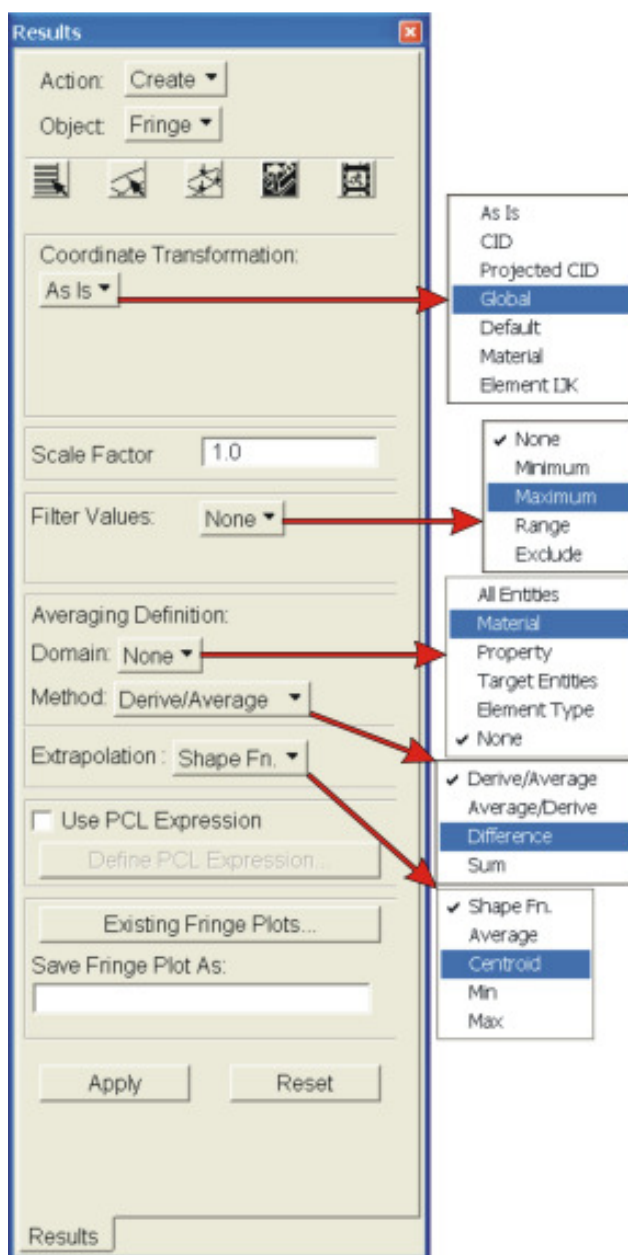 Results
Action: Create
Object: Fringe
Coordinate Transformation:
As Is
As Is
CID
Projected CID
Global
Default
Material
Element IJK
Scale Factor 1.0
Filter Values: None
None
Minimum
Maximum
Range
Exclude
Averaging Definition:
Domain: None
Method: Derive/Average
All Entities
Material
Property
Target Entities
Element Type
None
Extrapolation : Shape Fn.
Derive/Average
Average/Derive
Difference
Sum
Shape Fn.
Average
Centroid
Min
Max
Use PCL Expression
Define PCL Expression...
Existing Fringe Plots...
Save Fringe Plot As:
Apply Reset
Results